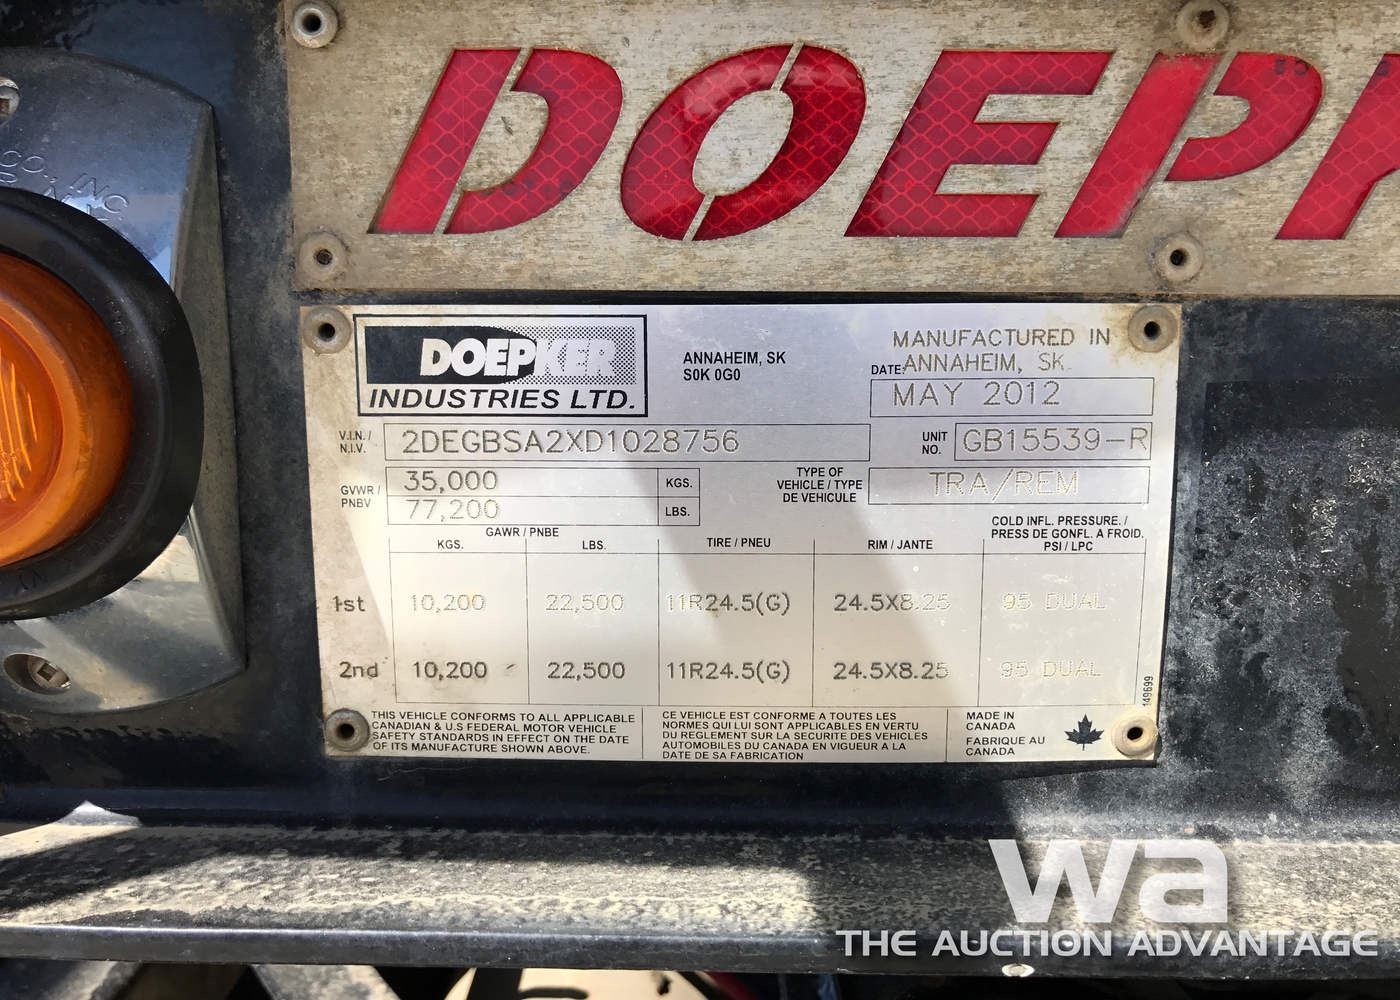 DOEPK
CO., INC.
DOEPKER
INDUSTRIES LTD.
ANNAHEIM, SK
S0K 0G0
MANUFACTURED IN
DATE: ANNAHEIM, SK.
MAY 2012
V.I.N. /
N.I.V.
2DEGBSA2XD1028756
UNIT
NO.
GB15539-R
GVWR /
PNBV
35,000 KGS.
77,200 LBS.
TYPE OF
VEHICLE / TYPE
DE VEHICULE
TRA/REM
GAWR / PNBE
KGS. LBS. TIRE / PNEU RIM / JANTE
COLD INFL. PRESSURE. /
PRESS DE GONFL. A FROID.
PSI / LPC
1st 10,200 22,500 11R24.5(G) 24.5X8.25 95 DUAL
2nd 10,200 22,500 11R24.5(G) 24.5X8.25 95 DUAL
149699
THIS VEHICLE CONFORMS TO ALL APPLICABLE
CANADIAN & U.S FEDERAL MOTOR VEHICLE
SAFETY STANDARDS IN EFFECT ON THE DATE
OF ITS MANUFACTURE SHOWN ABOVE.
CE VEHICLE EST CONFORME A TOUTES LES
NORMES QUI LUI SONT APPLICABLES EN VERTU
DU REGLEMENT SUR LA SECURITE DES VEHICLES
AUTOMOBILES DU CANADA EN VIGUEUR A LA
DATE DE SA FABRICATION
MADE IN
CANADA
FABRIQUE AU
CANADA
wa
THE AUCTION ADVANTAGE